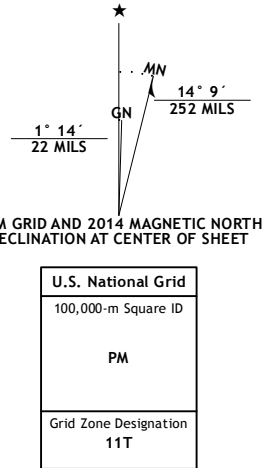 MN
GN
14° 9´
252 MILS
1° 14´
22 MILS
M GRID AND 2014 MAGNETIC NORTH
ECLINATION AT CENTER OF SHEET
U.S. National Grid
100,000-m Square ID
PM
Grid Zone Designation
11T